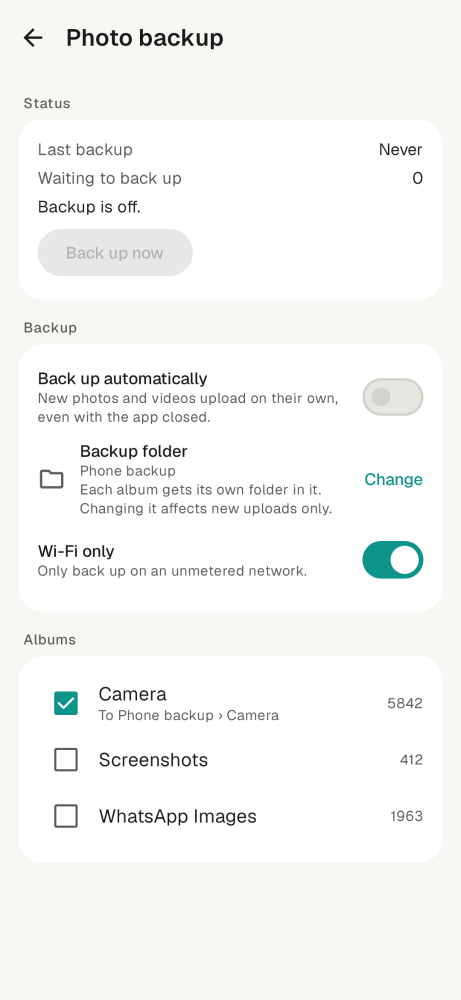 Photo backup
Status
Last backup Never
Waiting to back up 0
Backup is off.
Back up now
Backup
Back up automatically
New photos and videos upload on their own,
even with the app closed.
Backup folder
Phone backup
Each album gets its own folder in it.
Changing it affects new uploads only.
Change
Wi-Fi only
Only back up on an unmetered network.
Albums
Camera
To Phone backup › Camera
5842
Screenshots 412
WhatsApp Images 1963